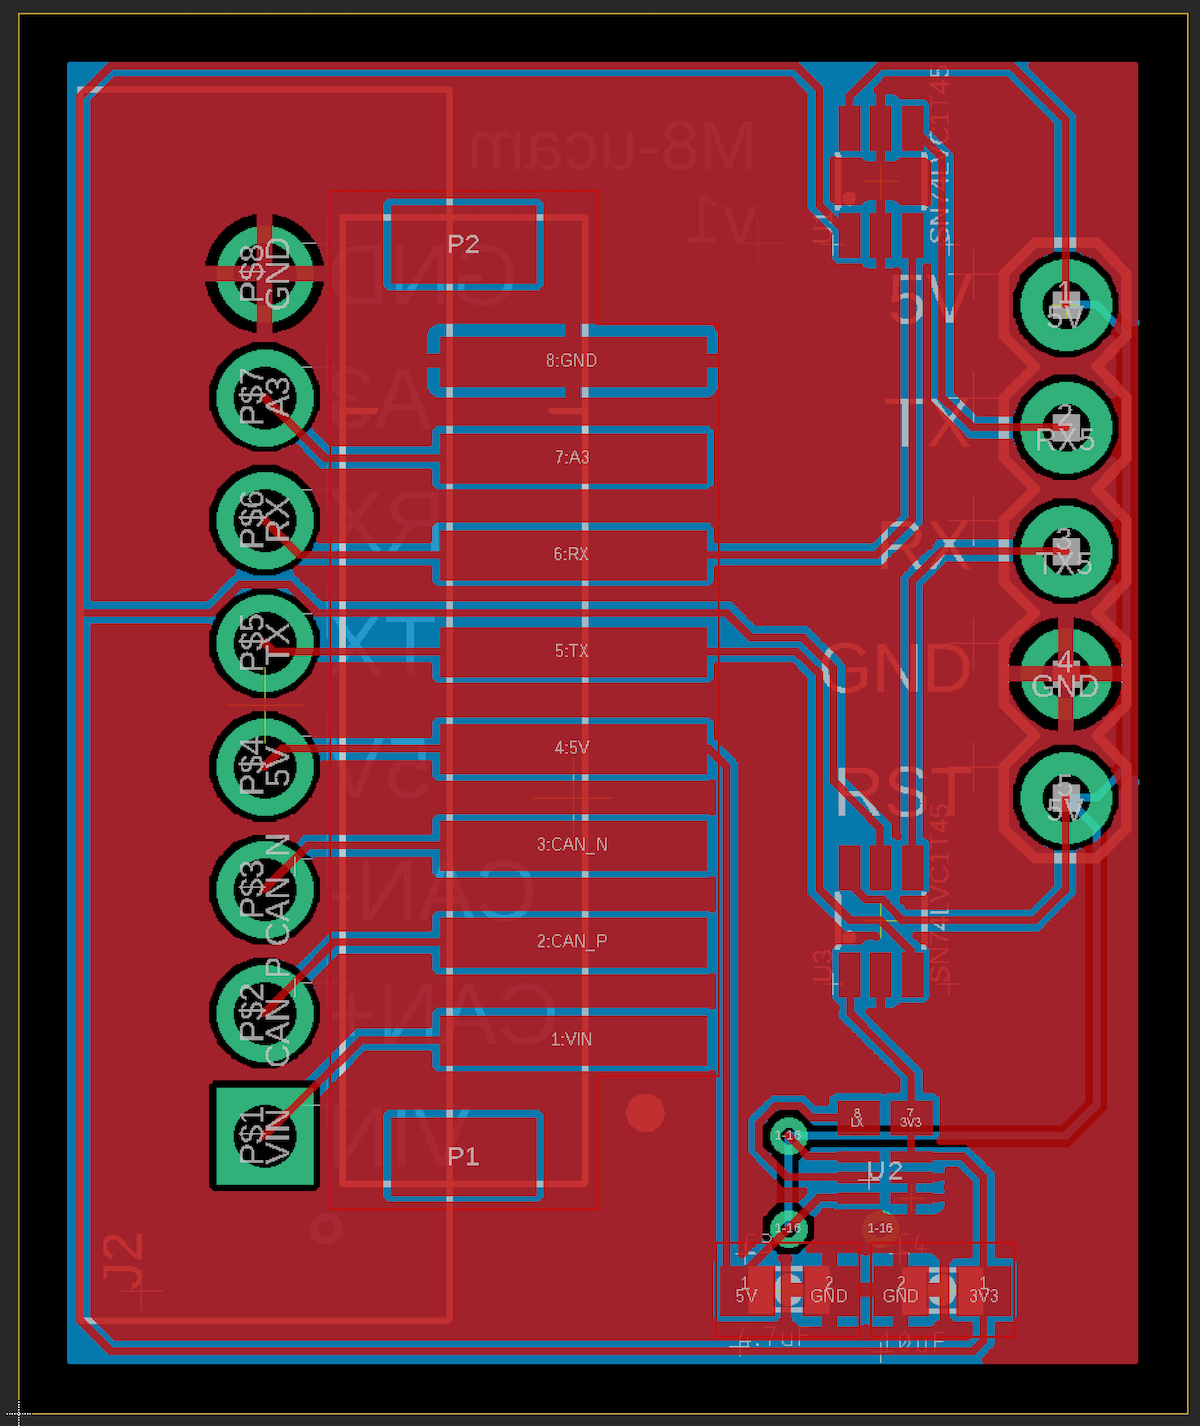 M8-ucam
v1
SN74LVC1T45
P$8
GND
P2
GND
5V
1
5V
8:GND
P$7
A3
A3
7:A3
TX
2
RX5
P$6
RX
RX
6:RX
RX
3
TX5
P$5
TX
TX
5:TX
GND
4
GND
P$4
5V
5V
4:5V
RST
5
5V
P$3
CAN_N
CAN-
3:CAN_N
SN74LVC1T45
U3
P$2
CAN_P
CAN+
2:CAN_P
1:VIN
P$1
VIN
VIN
P1
8
LX
7
3V3
1-16
U2
1-16
1-16
J2
1
5V
2
GND
2
GND
1
3V3
4.7uF
10uF